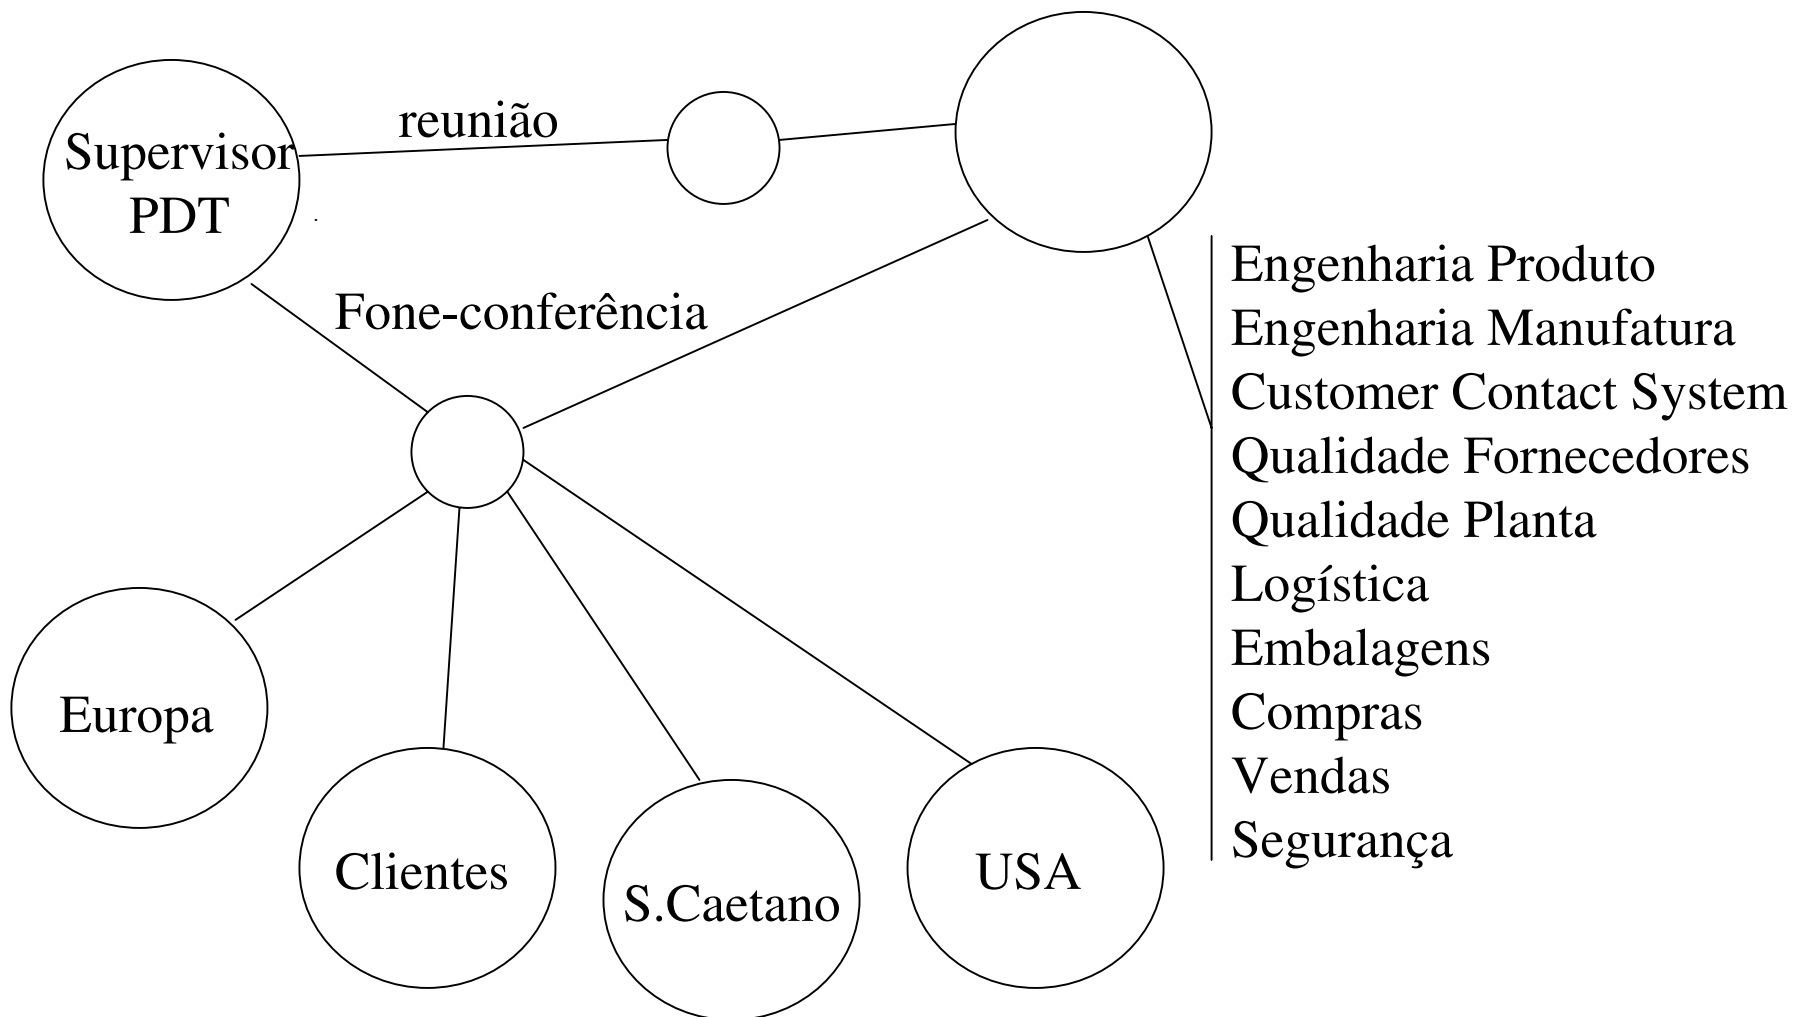 reunião
Supervisor
PDT
Fone-conferência
Engenharia Produto
Engenharia Manufatura
Customer Contact System
Qualidade Fornecedores
Qualidade Planta
Logística
Embalagens
Compras
Vendas
Segurança
Europa
Clientes
S.Caetano
USA